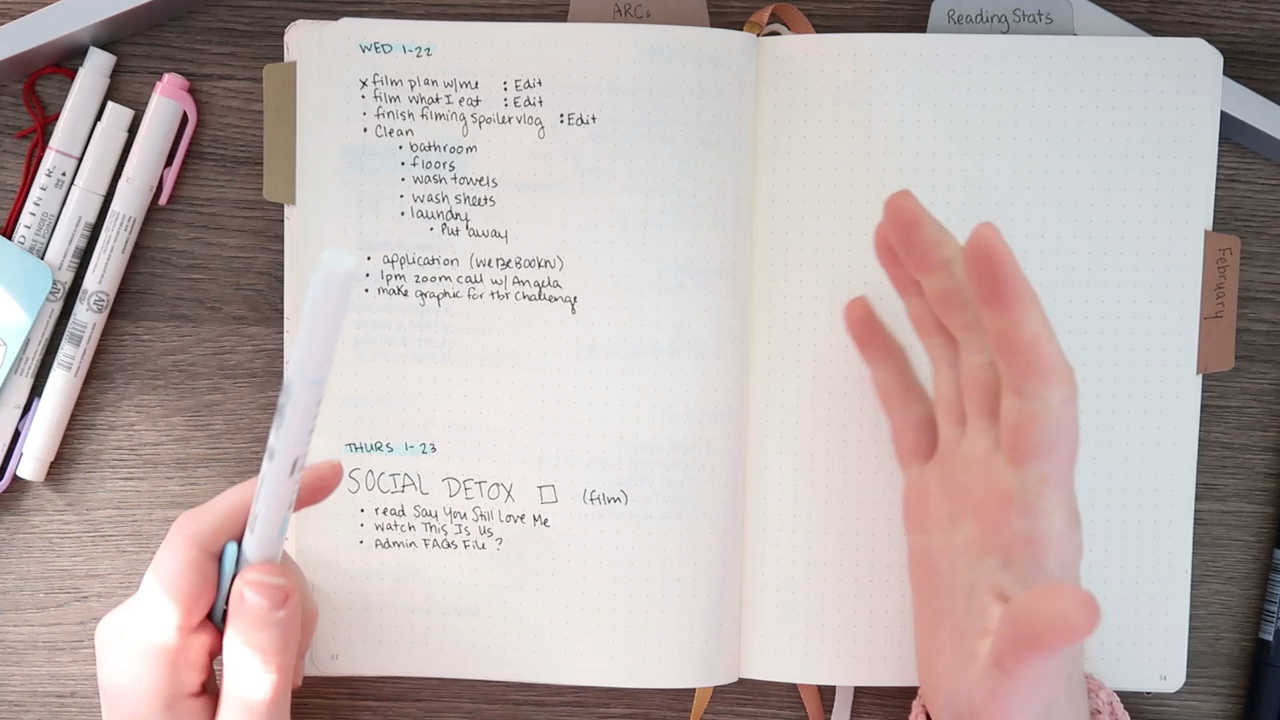 ARCs
Reading Stats
WED 1-22
x film plan w/me : Edit
• film what I eat : Edit
• finish filming spoiler vlog : Edit
• Clean
• bathroom
• floors
• wash towels
• wash sheets
• laundry
• Put away
• application (WeBeBookN)
• 1pm zoom call w/ Angela
• make graphic for tbr challenge
THURS 1-23
SOCIAL DETOX □ (film)
• read Say You Still Love Me
• watch This Is Us
• Admin FAQs File ?
February
33
34